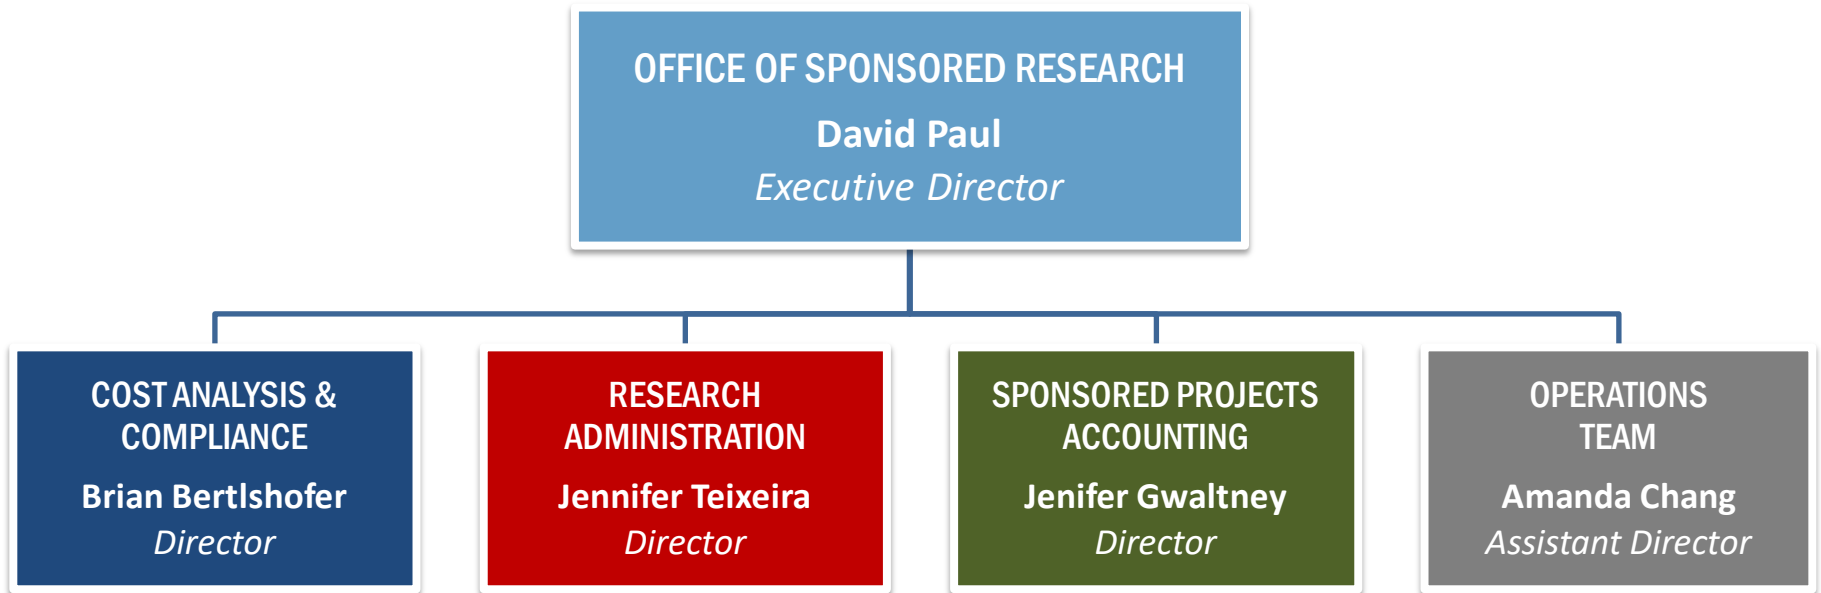 OFFICE OF SPONSORED RESEARCH
David Paul
Executive Director
COST ANALYSIS &
COMPLIANCE
Brian Bertlshofer
Director
RESEARCH
ADMINISTRATION
Jennifer Teixeira
Director
SPONSORED PROJECTS
ACCOUNTING
Jenifer Gwaltney
Director
OPERATIONS
TEAM
Amanda Chang
Assistant Director